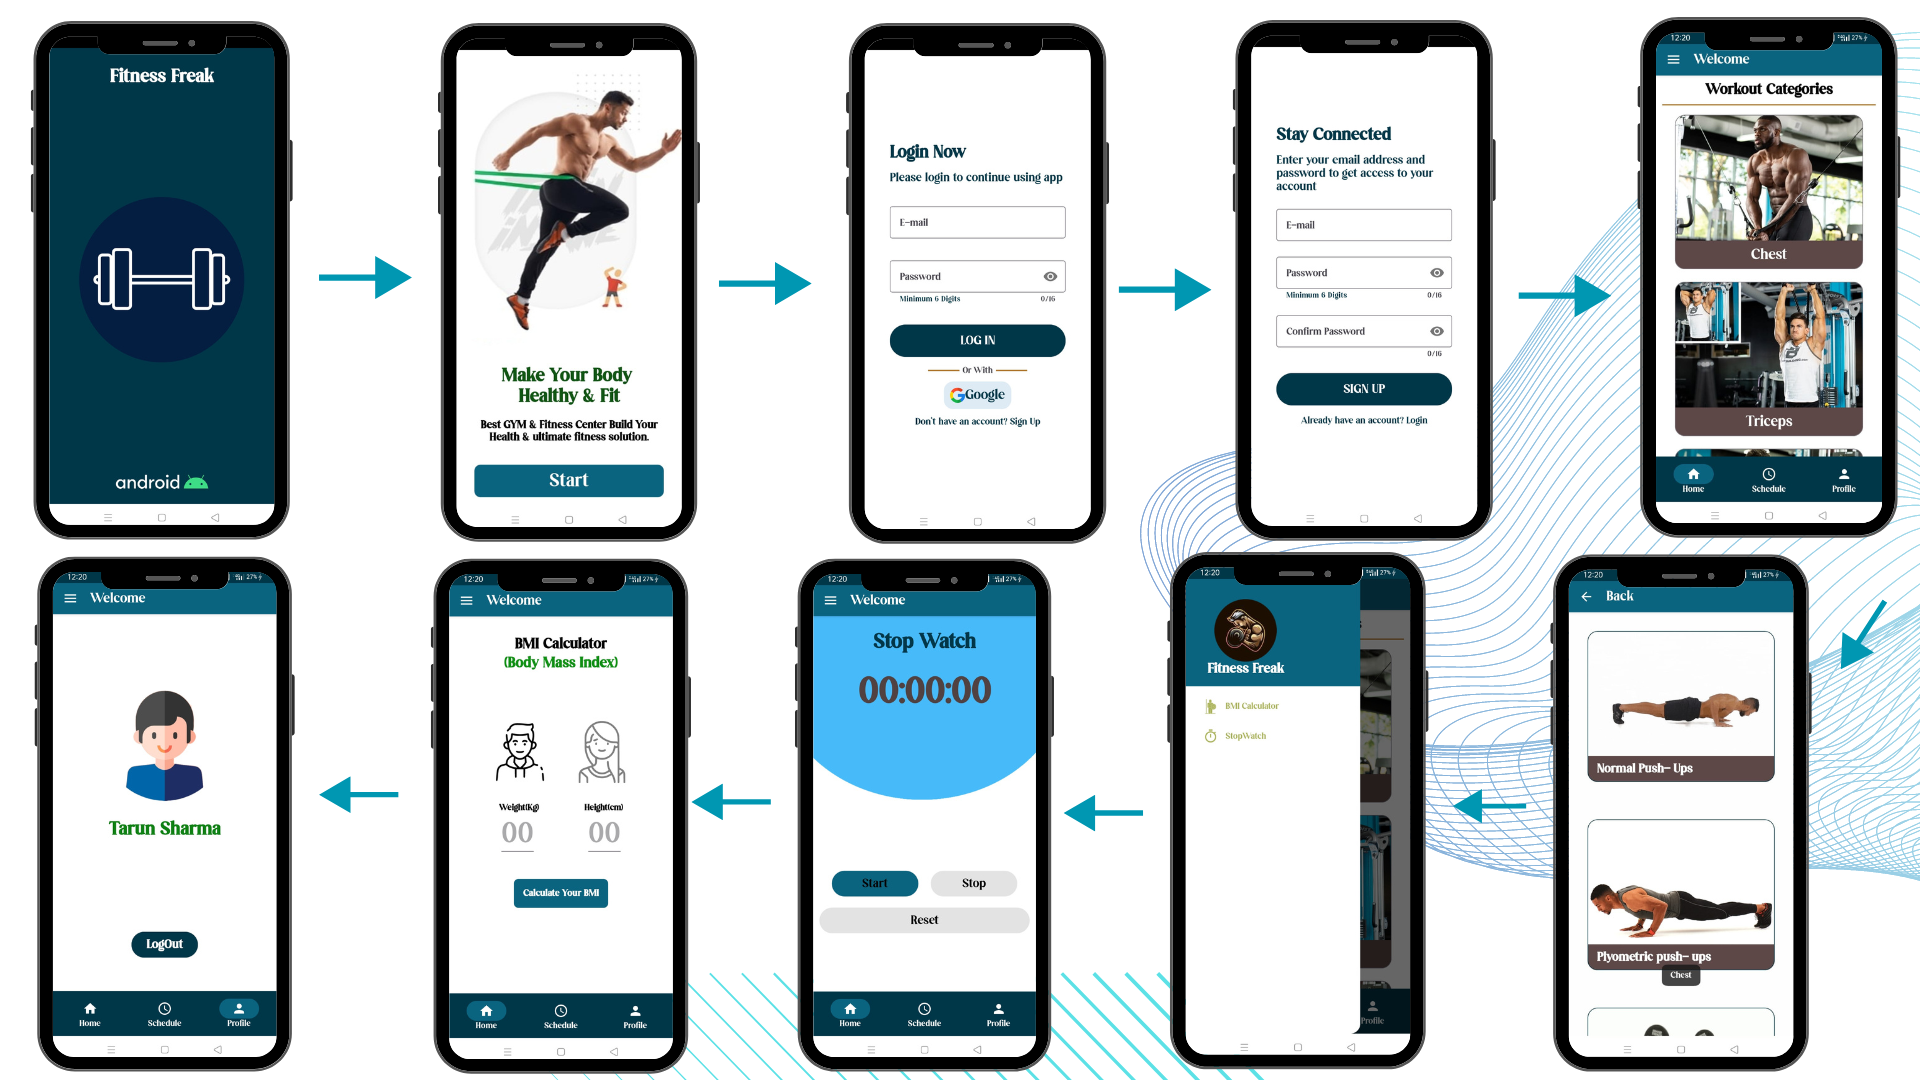 Fitness Freak
android
Make Your Body
Healthy & Fit
Best GYM & Fitness Center Build Your
Health & ultimate fitness solution.
Start
Login Now
Please login to continue using app
E-mail
Password
Minimum 6 Digits
0/16
LOG IN
Or With
Google
Don't have an account? Sign Up
Stay Connected
Enter your email address and
password to get access to your
account
E-mail
Password
Minimum 6 Digits
0/16
Confirm Password
0/16
SIGN UP
Already have an account? Login
12:20
27%
Welcome
Workout Categories
Chest
Triceps
Home
Schedule
Profile
12:20
27%
Welcome
Tarun Sharma
LogOut
Home
Schedule
Profile
12:20
27%
Welcome
BMI Calculator
(Body Mass Index)
Weight(Kg)
Height(cm)
00
00
Calculate Your BMI
Home
Schedule
Profile
12:20
27%
Welcome
Stop Watch
00:00:00
Start
Stop
Reset
Home
Schedule
Profile
12:20
27%
Fitness Freak
BMI Calculator
StopWatch
Profile
12:20
27%
Back
Normal Push- Ups
Plyometric push- ups
Chest